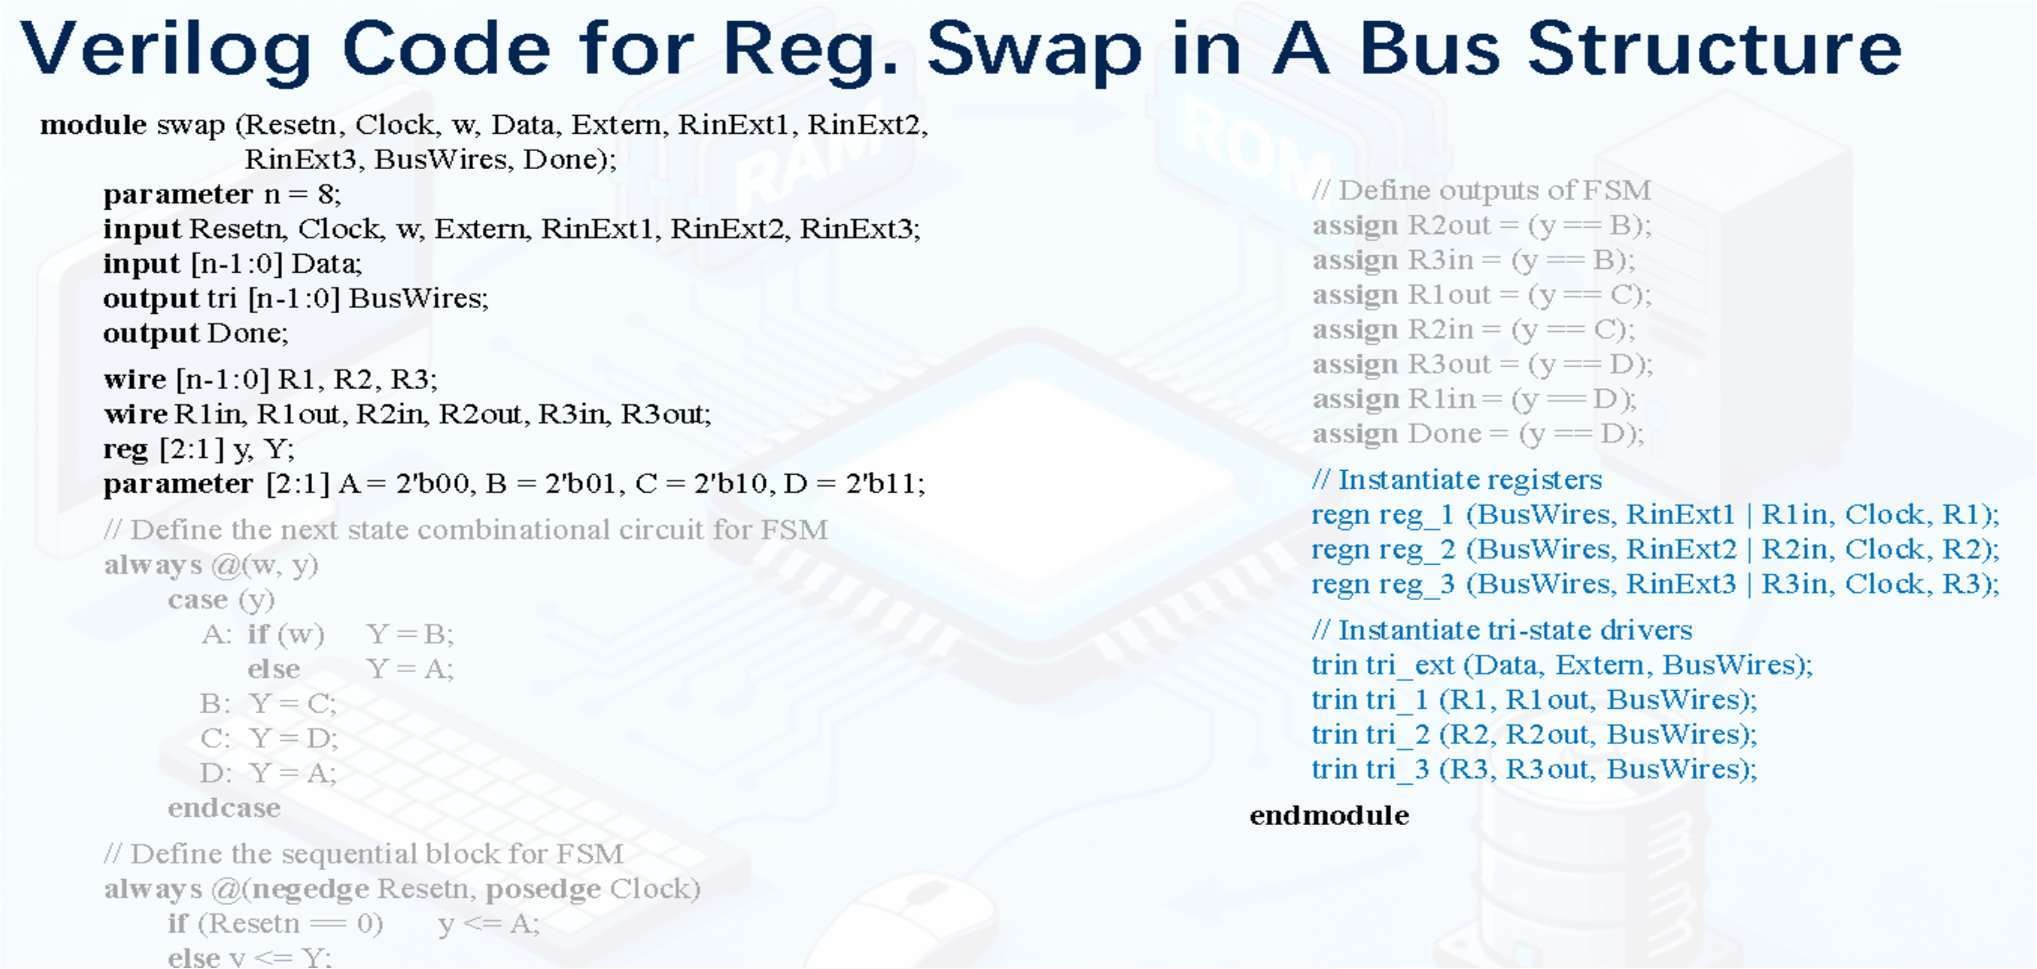 Verilog Code for Reg. Swap in A Bus Structure
module swap (Resetn, Clock, w, Data, Extern, RinExt1, RinExt2,
RinExt3, BusWires, Done);
parameter n = 8;
input Resetn, Clock, w, Extern, RinExt1, RinExt2, RinExt3;
input [n-1:0] Data;
output tri [n-1:0] BusWires;
output Done;
wire [n-1:0] R1, R2, R3;
wire R1in, R1out, R2in, R2out, R3in, R3out;
reg [2:1] y, Y;
parameter [2:1] A = 2'b00, B = 2'b01, C = 2'b10, D = 2'b11;
// Define the next state combinational circuit for FSM
always @(w, y)
case (y)
A: if (w) Y = B;
else Y = A;
B: Y = C;
C: Y = D;
D: Y = A;
endcase
// Define the sequential block for FSM
always @(negedge Resetn, posedge Clock)
if (Resetn == 0) y <= A;
else y <= Y;
// Define outputs of FSM
assign R2out = (y == B);
assign R3in = (y == B);
assign R1out = (y == C);
assign R2in = (y == C);
assign R3out = (y == D);
assign R1in = (y == D);
assign Done = (y == D);
// Instantiate registers
regn reg_1 (BusWires, RinExt1 | R1in, Clock, R1);
regn reg_2 (BusWires, RinExt2 | R2in, Clock, R2);
regn reg_3 (BusWires, RinExt3 | R3in, Clock, R3);
// Instantiate tri-state drivers
trin tri_ext (Data, Extern, BusWires);
trin tri_1 (R1, R1out, BusWires);
trin tri_2 (R2, R2out, BusWires);
trin tri_3 (R3, R3out, BusWires);
endmodule
RAM
ROM